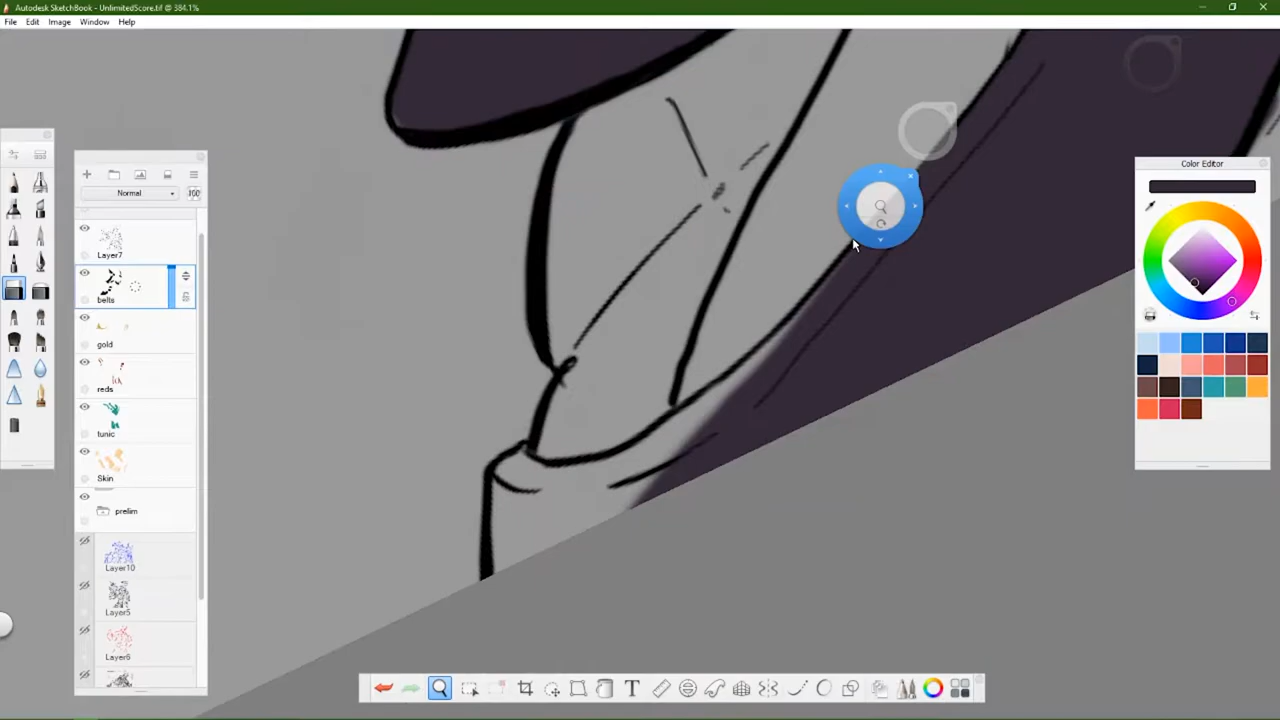 Autodesk SketchBook - UnlimitedScore.tif @ 384.1%
File Edit Image Window Help
Normal 100
Layer7
belts
gold
reds
tunic
Skin
prelim
Layer10
Layer5
Layer6
Color Editor
T